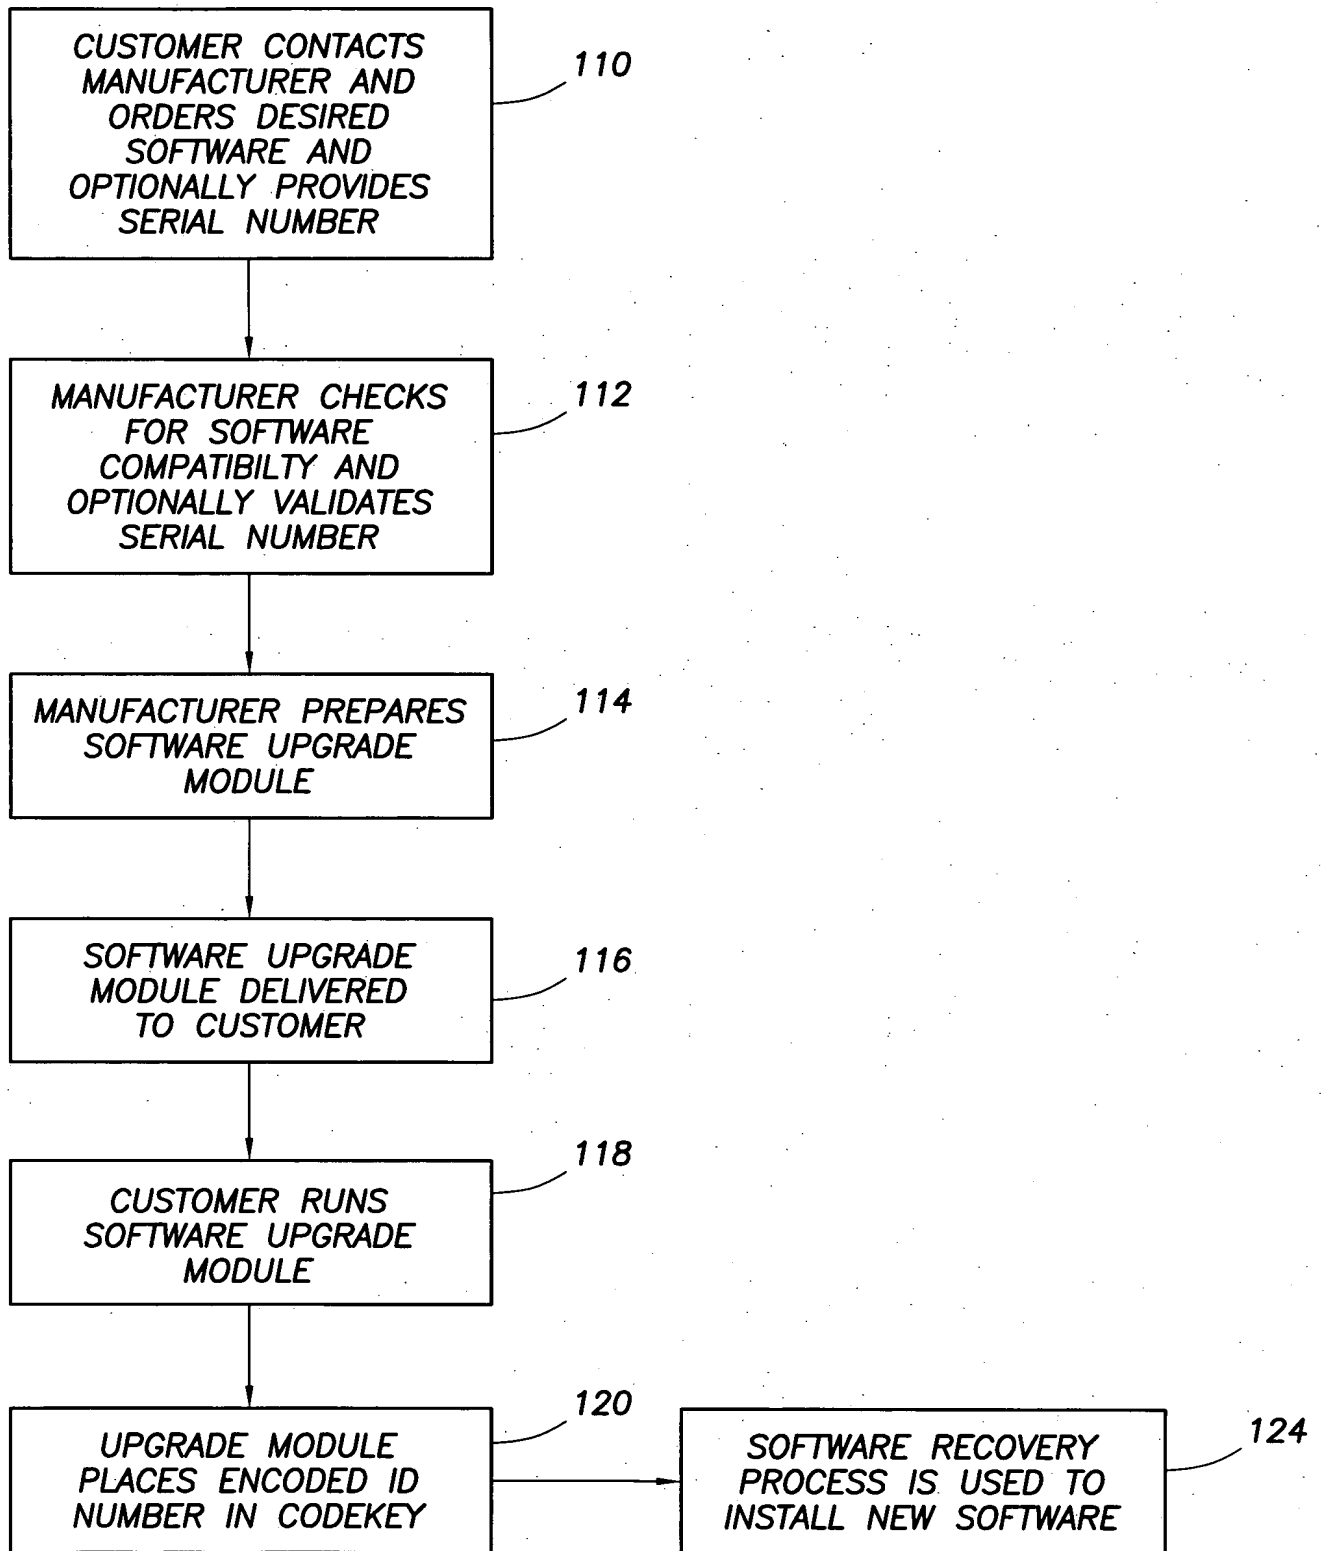 CUSTOMER CONTACTS
MANUFACTURER AND
ORDERS DESIRED
SOFTWARE AND
OPTIONALLY PROVIDES
SERIAL NUMBER
110
MANUFACTURER CHECKS
FOR SOFTWARE
COMPATIBILTY AND
OPTIONALLY VALIDATES
SERIAL NUMBER
112
MANUFACTURER PREPARES
SOFTWARE UPGRADE
MODULE
114
SOFTWARE UPGRADE
MODULE DELIVERED
TO CUSTOMER
116
CUSTOMER RUNS
SOFTWARE UPGRADE
MODULE
118
UPGRADE MODULE
PLACES ENCODED ID
NUMBER IN CODEKEY
120
SOFTWARE RECOVERY
PROCESS IS USED TO
INSTALL NEW SOFTWARE
124